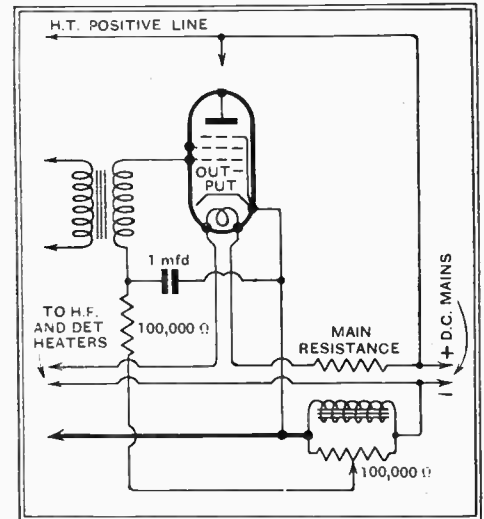 H.T. POSITIVE LINE
OUT-
PUT
1 mfd
TO H.F.
AND DET
HEATERS
100,000 Ω
MAIN
RESISTANCE
+ D.C. MAINS −
100,000 Ω